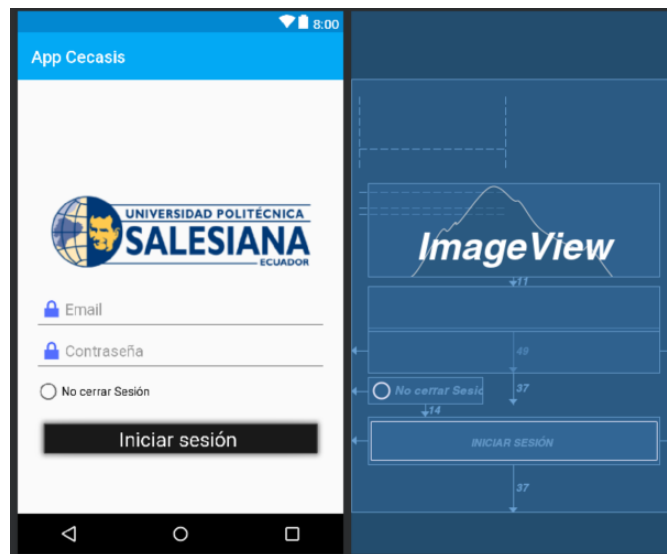 8:00
App Cecasis
UNIVERSIDAD POLITÉCNICA
SALESIANA
ECUADOR
Email
Contraseña
No cerrar Sesión
Iniciar sesión
ImageView
11
49
No cerrar Sesic
37
14
INICIAR SESIÓN
37